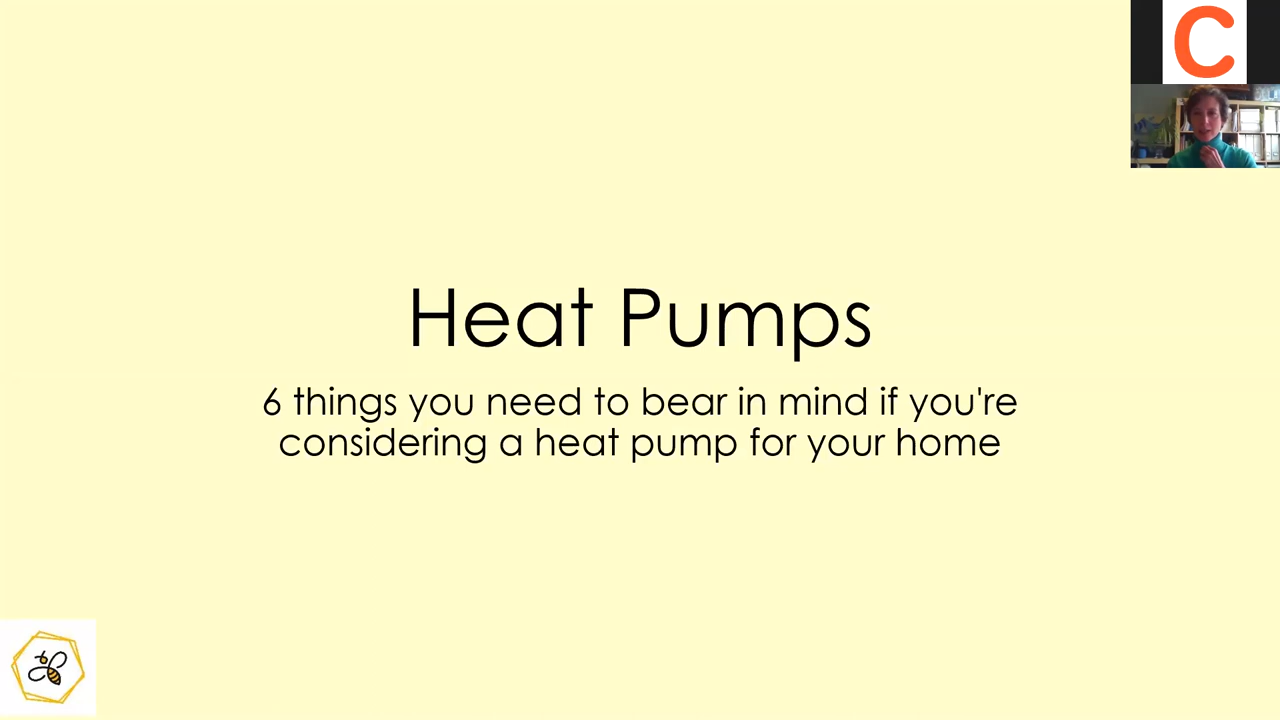 C
Heat Pumps
6 things you need to bear in mind if you're
considering a heat pump for your home